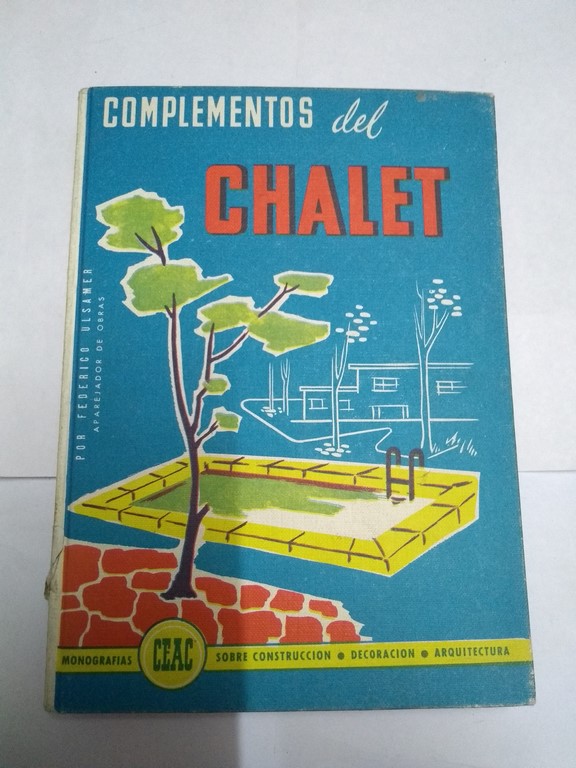 COMPLEMENTOS del
CHALET
POR FEDERICO ULSAMER
APAREJADOR DE OBRAS
MONOGRAFIAS CEAC SOBRE CONSTRUCCION • DECORACION • ARQUITECTURA